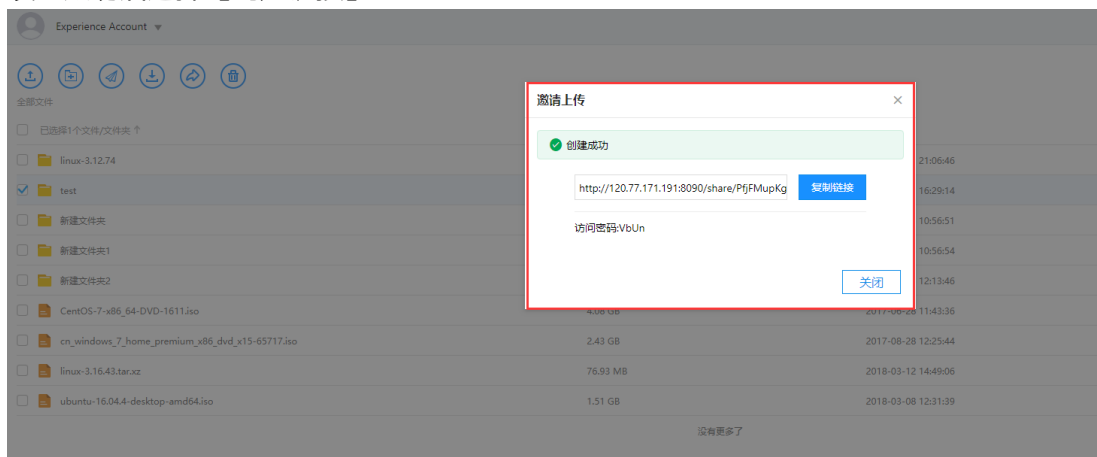 Experience Account
全部文件
已选择1个文件/文件夹 ↑
邀请上传
创建成功
http://120.77.171.191:8090/share/PfjFMupKg
复制链接
访问密码:VbUn
关闭
linux-3.12.74 21:06:46
test 16:29:14
新建文件夹 10:56:51
新建文件夹1 10:56:54
新建文件夹2 12:13:46
CentOS-7-x86_64-DVD-1611.iso 4.08 GB 2017-06-28 11:43:36
cn_windows_7_home_premium_x86_dvd_x15-65717.iso 2.43 GB 2017-08-28 12:25:44
linux-3.16.43.tar.xz 76.93 MB 2018-03-12 14:49:06
ubuntu-16.04.4-desktop-amd64.iso 1.51 GB 2018-03-08 12:31:39
没有更多了